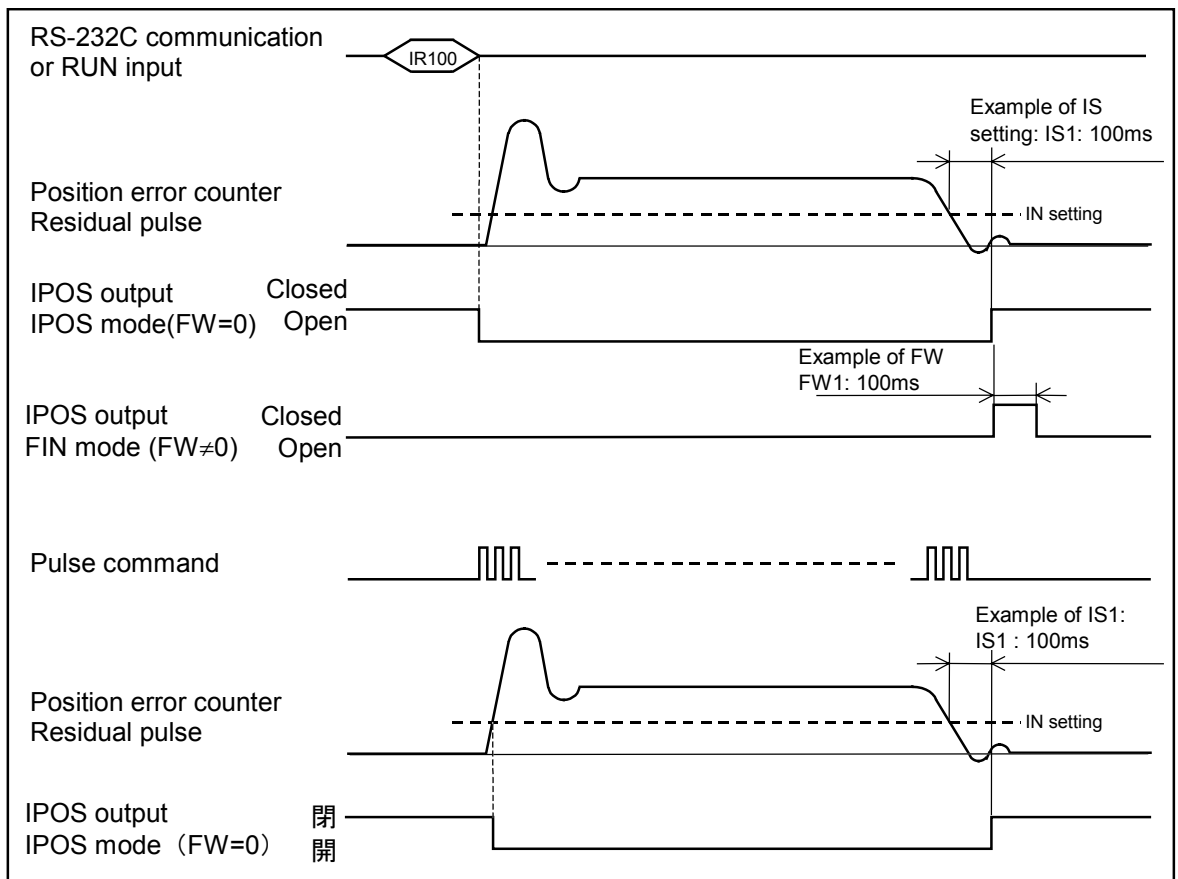 RS-232C communication
or RUN input
IR100
Example of IS
setting: IS1: 100ms
Position error counter
Residual pulse
IN setting
IPOS output Closed
IPOS mode(FW=0) Open
Example of FW
FW1: 100ms
IPOS output Closed
FIN mode (FW≠0) Open
Pulse command
Example of IS1:
IS1 : 100ms
Position error counter
Residual pulse
IN setting
IPOS output 閉
IPOS mode（FW=0） 開